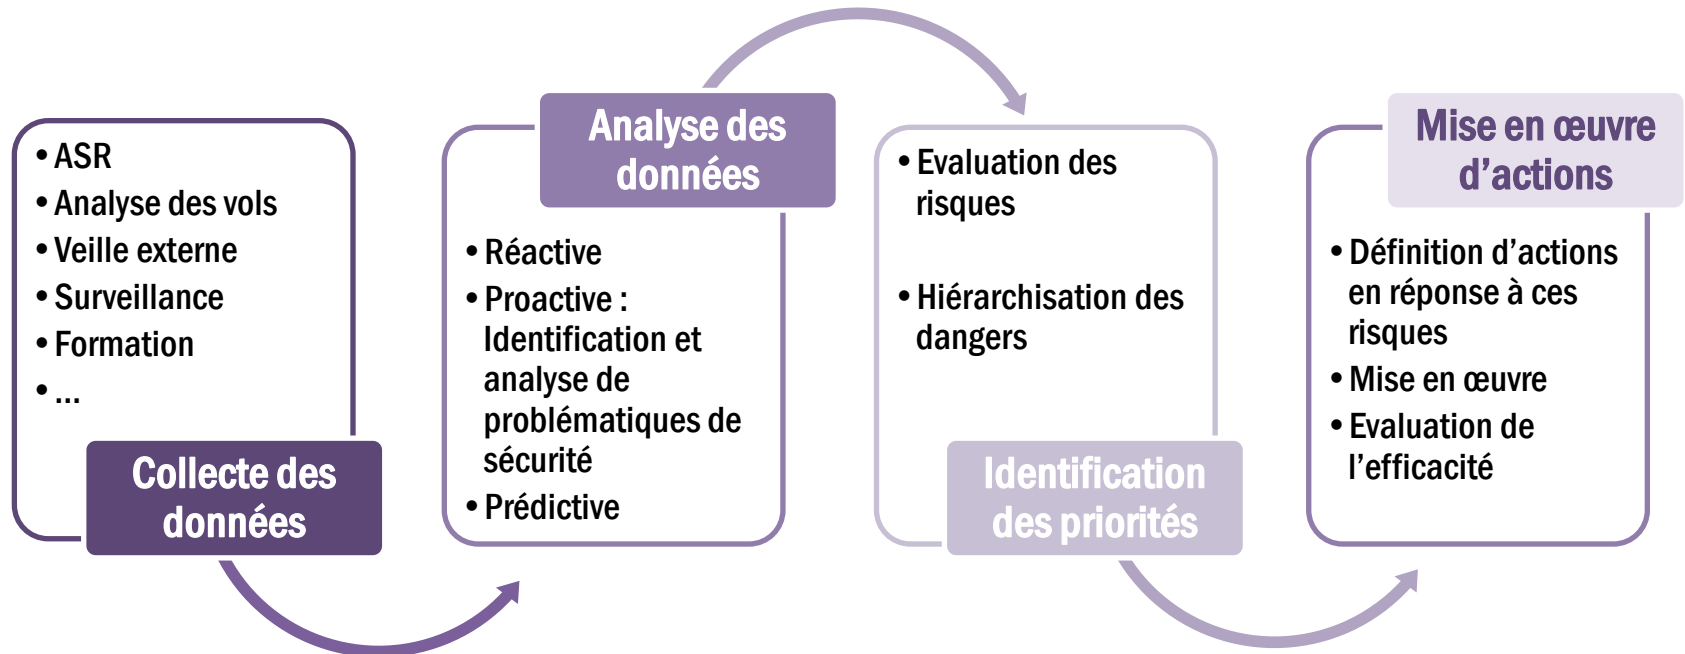 • ASR
• Analyse des vols
• Veille externe
• Surveillance
• Formation
• ...
Collecte des
données
Analyse des
données
• Réactive
• Proactive :
Identification et
analyse de
problématiques de
sécurité
• Prédictive
• Evaluation des
risques
• Hiérarchisation des
dangers
Identification
des priorités
Mise en œuvre
d’actions
• Définition d’actions
en réponse à ces
risques
• Mise en œuvre
• Evaluation de
l’efficacité